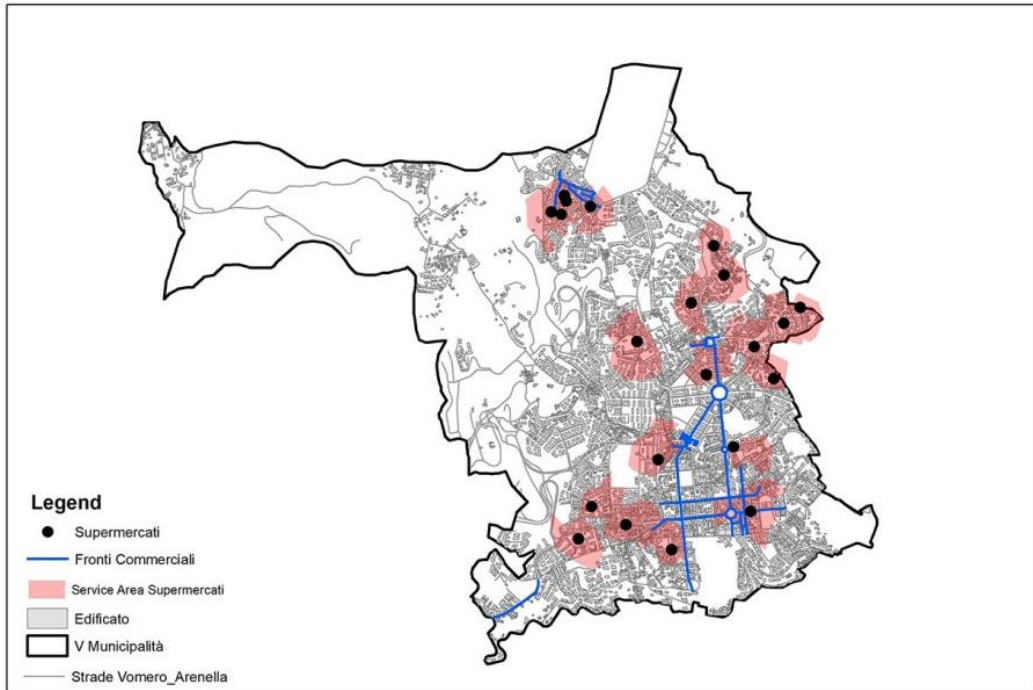 Legend
Supermercati
Fronti Commerciali
Service Area Supermercati
Edificato
V Municipalità
Strade Vomero_Arenella